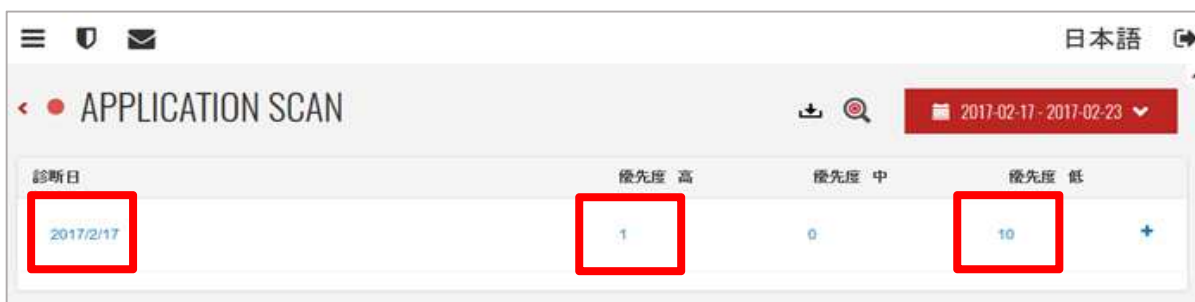 日本語
APPLICATION SCAN
2017-02-17 - 2017-02-23
診断日 優先度 高 優先度 中 優先度 低
2017/2/17 1 0 10 +